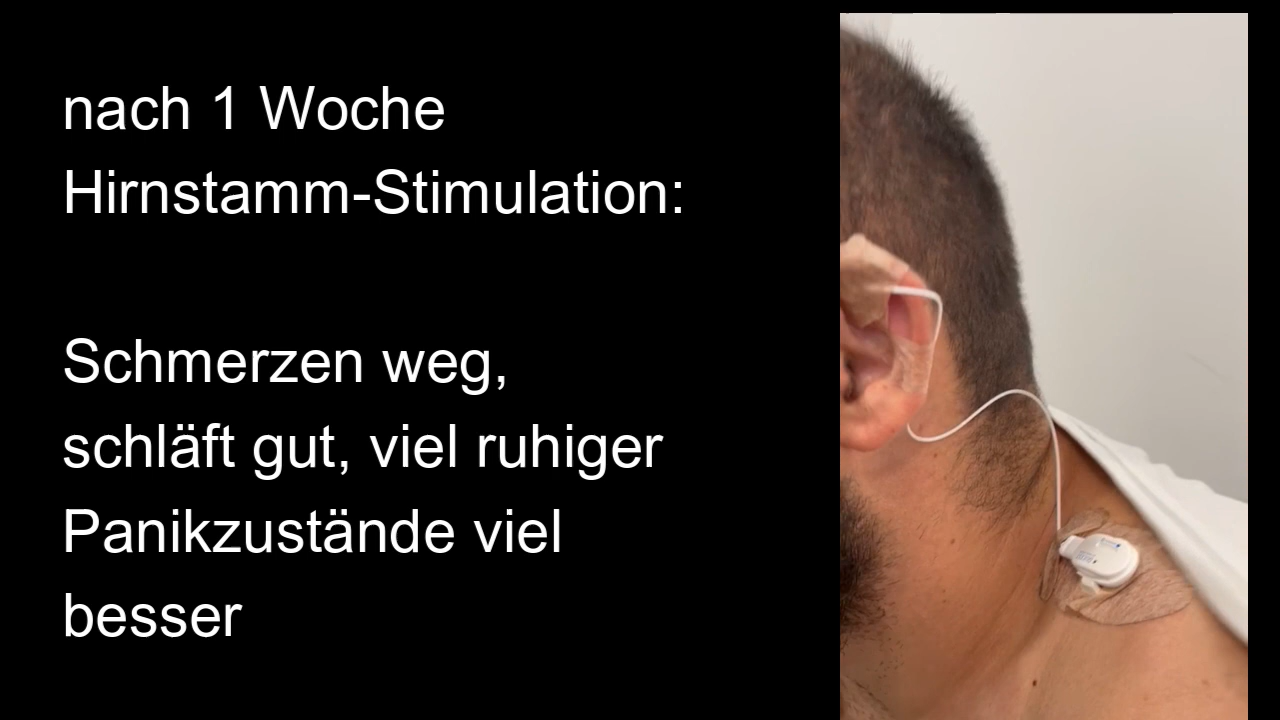 nach 1 Woche
Hirnstamm-Stimulation:
Schmerzen weg,
schläft gut, viel ruhiger
Panikzustände viel
besser